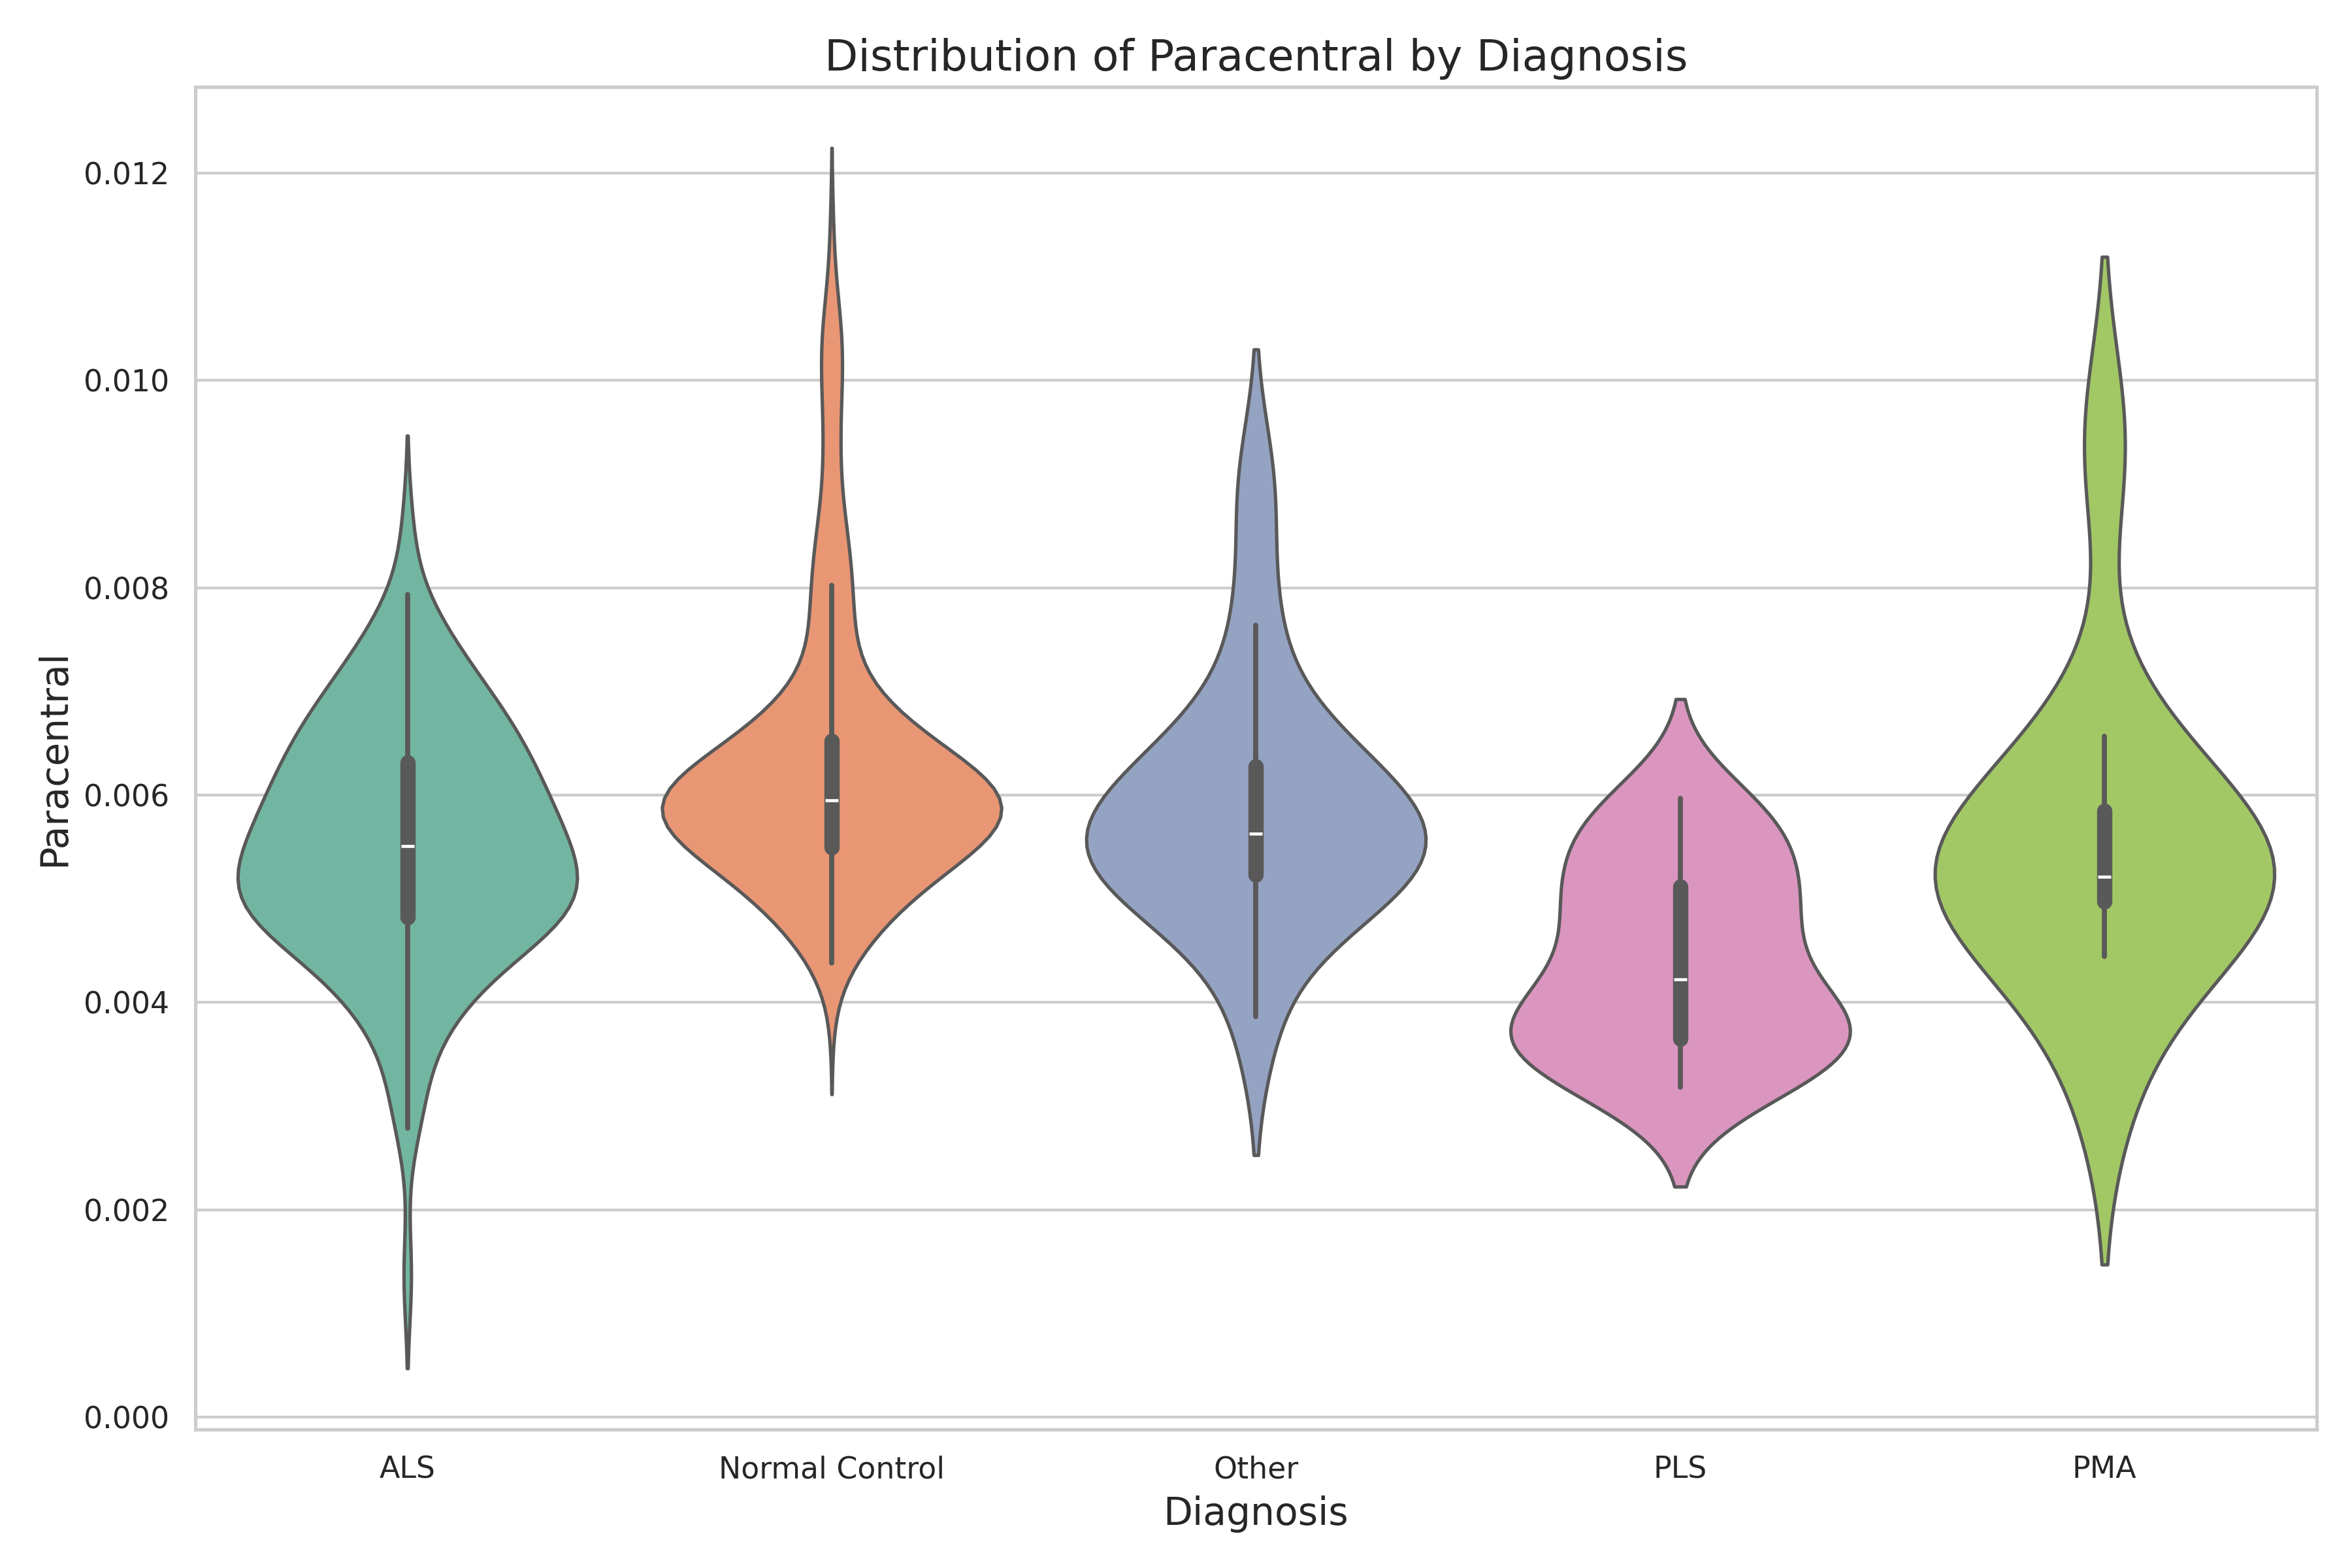 Distribution of Paracentral by Diagnosis
Paracentral
0.012
0.010
0.008
0.006
0.004
0.002
0.000
ALS
Normal Control
Other
PLS
PMA
Diagnosis